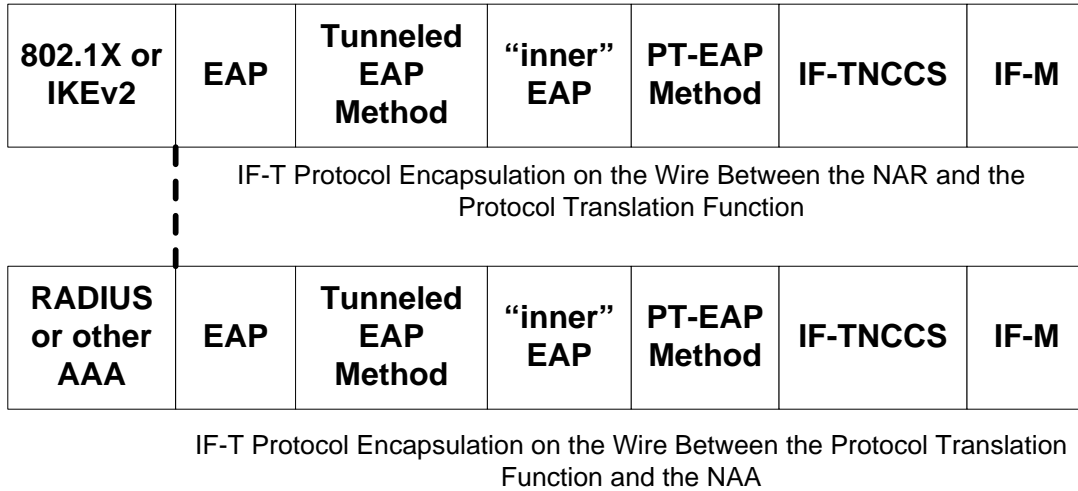 802.1X or
IKEv2
EAP
Tunneled
EAP
Method
“inner”
EAP
PT-EAP
Method
IF-TNCCS
IF-M
IF-T Protocol Encapsulation on the Wire Between the NAR and the
Protocol Translation Function
RADIUS
or other
AAA
EAP
Tunneled
EAP
Method
“inner”
EAP
PT-EAP
Method
IF-TNCCS
IF-M
IF-T Protocol Encapsulation on the Wire Between the Protocol Translation
Function and the NAA